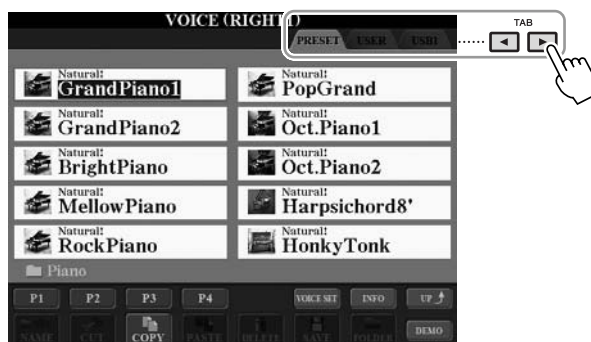 VOICE (RIGHT1)
TAB
PRESET USER USB1
Natural!
GrandPiano1
Natural!
PopGrand
Natural!
GrandPiano2
Natural!
Oct.Piano1
Natural!
BrightPiano
Natural!
Oct.Piano2
Natural!
MellowPiano
Natural!
Harpsichord8'
Natural!
RockPiano
Natural!
HonkyTonk
Piano
P1 P2 P3 P4 VOICE SET INFO UP
NAME CUT COPY PASTE DELETE SAVE FOLDER DEMO